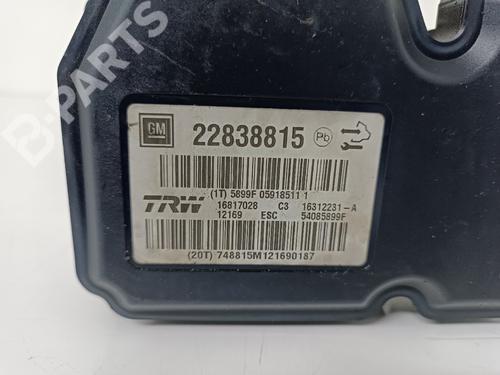 B-PARTS
GM 22838815 Pb
(1T) 5899F 05918511 1
TRW 16817028 C3 16312231-A
12169 ESC 54085899F
(20T) 748815M121690187